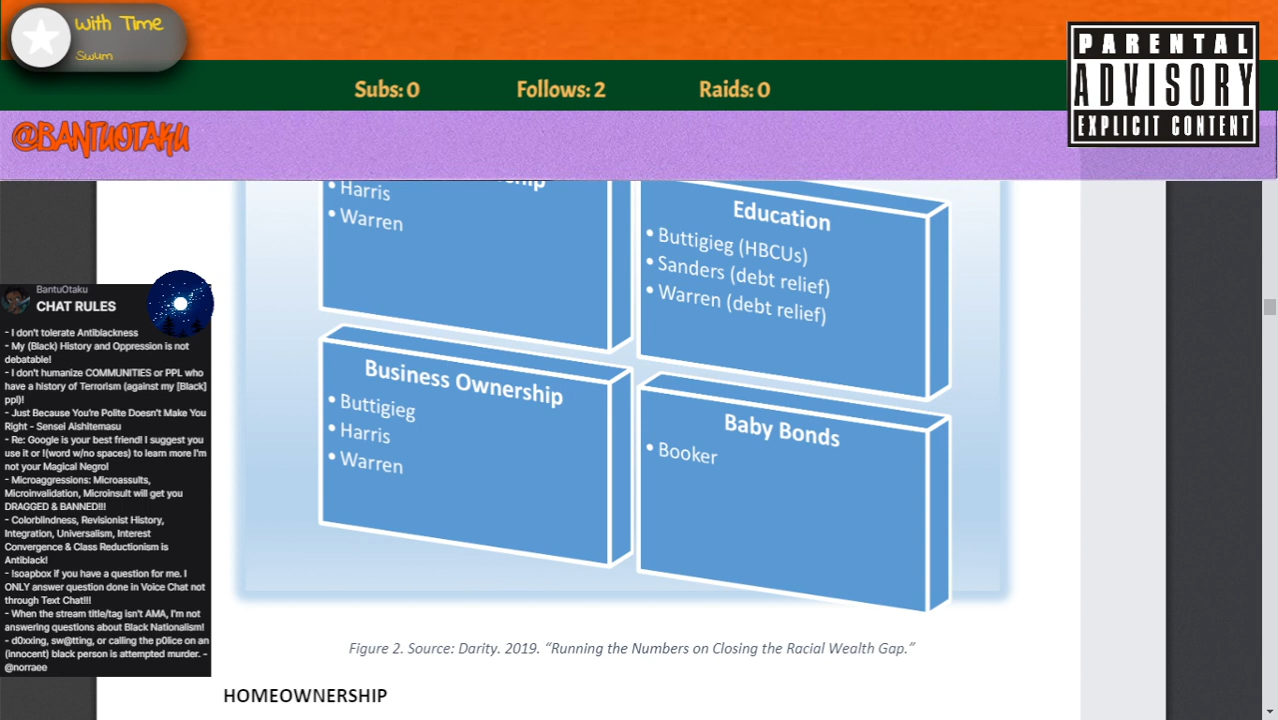 With Time
Swum
Subs: 0
Follows: 2
Raids: 0
PARENTAL
ADVISORY
EXPLICIT CONTENT
@BANTUOTAKU
• Harris
• Warren
Education
• Buttigieg (HBCUs)
• Sanders (debt relief)
• Warren (debt relief)
Business Ownership
• Buttigieg
• Harris
• Warren
Baby Bonds
• Booker
Figure 2. Source: Darity. 2019. “Running the Numbers on Closing the Racial Wealth Gap.”
HOMEOWNERSHIP
BantuOtaku
CHAT RULES
- I don't tolerate Antiblackness
- My (Black) History and Oppression is not
debatable!
- I don't humanize COMMUNITIES or PPL who
have a history of Terrorism (against my [Black]
ppl)!
- Just Because You're Polite Doesn't Make You
Right - Sensei Aishitemasu
- Re: Google is your best friend! I suggest you
use it or !(word w/no spaces) to learn more I'm
not your Magical Negro!
- Microaggressions: Microassults,
Microinvalidation, Microinsult will get you
DRAGGED & BANNED!!!
- Colorblindness, Revisionist History,
Integration, Universalism, Interest
Convergence & Class Reductionism is
Antiblack!
- !soapbox if you have a question for me. I
ONLY answer question done in Voice Chat not
through Text Chat!!!
- When the stream title/tag isn't AMA, I'm not
answering questions about Black Nationalism!
- d0xxing, sw@tting, or calling the p0lice on an
(innocent) black person is attempted murder. -
@norraee